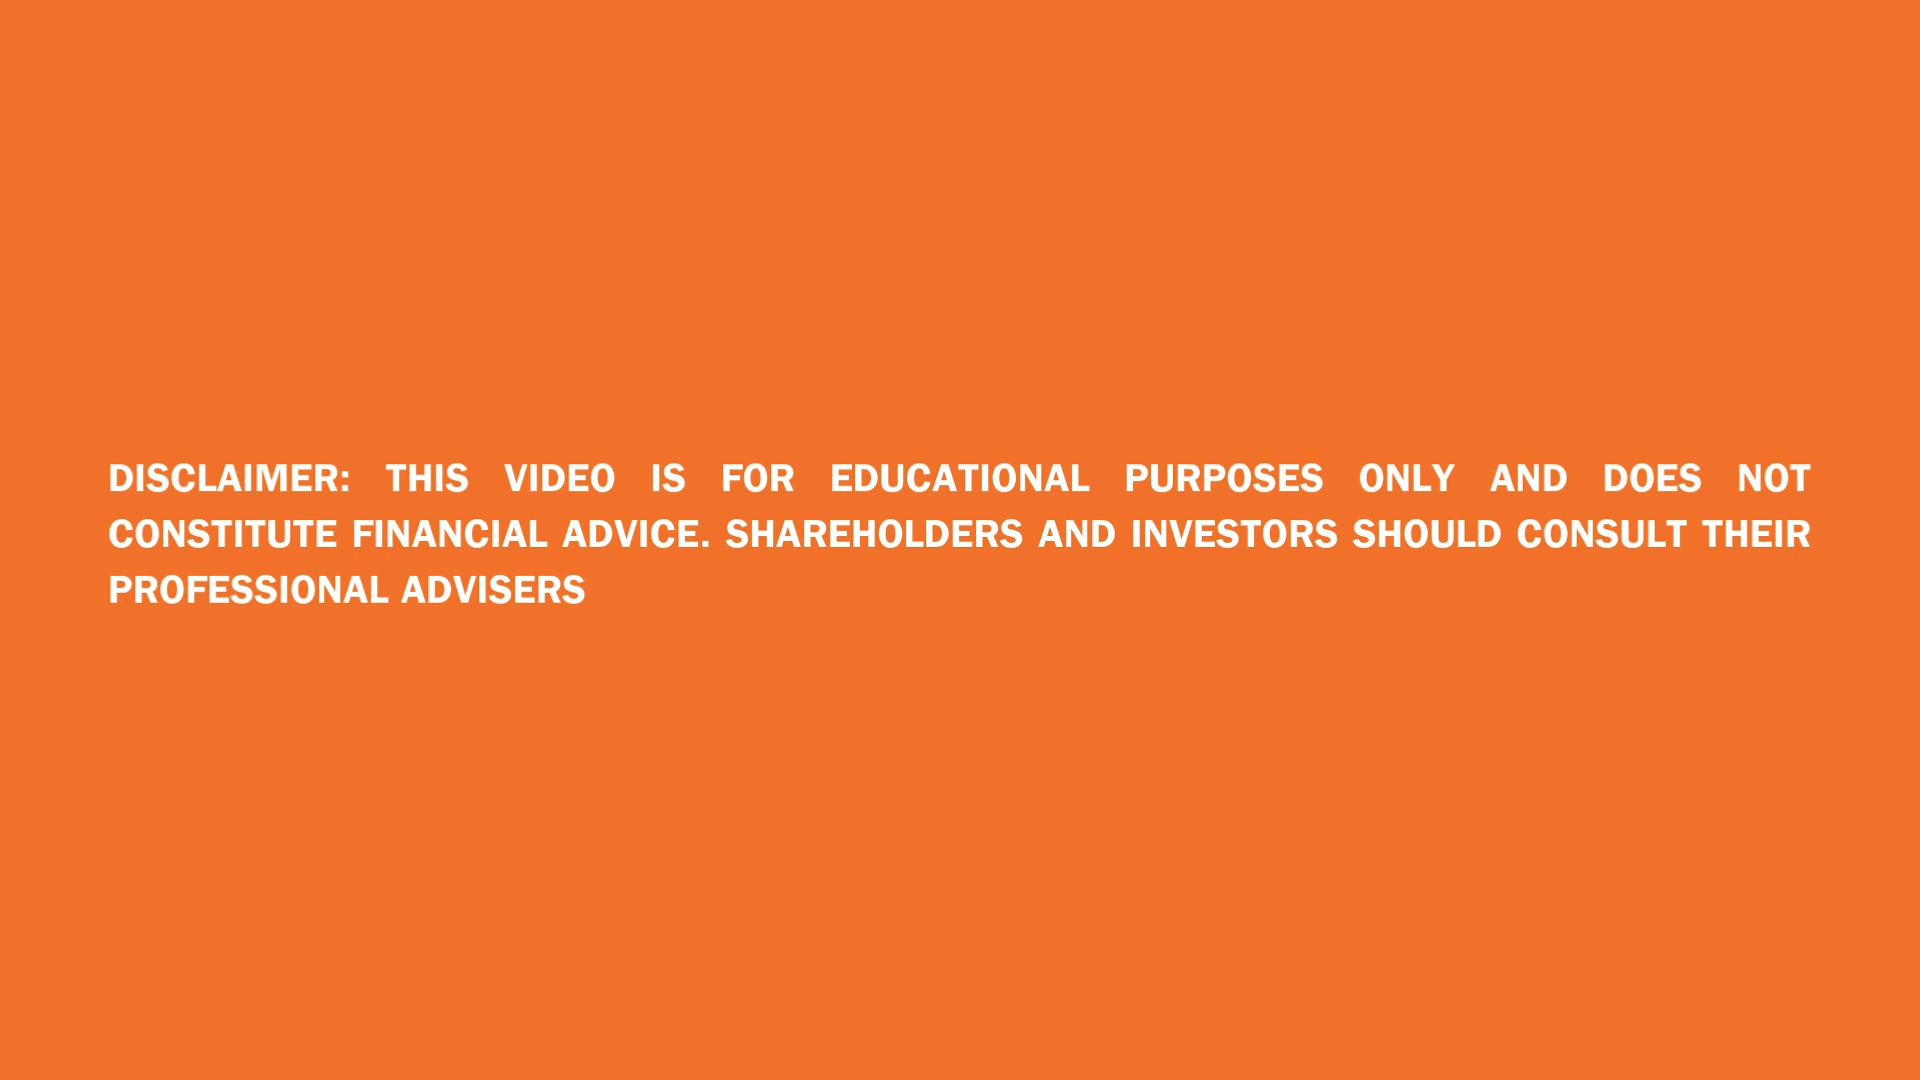 DISCLAIMER: THIS VIDEO IS FOR EDUCATIONAL PURPOSES ONLY AND DOES NOT
CONSTITUTE FINANCIAL ADVICE. SHAREHOLDERS AND INVESTORS SHOULD CONSULT THEIR
PROFESSIONAL ADVISERS